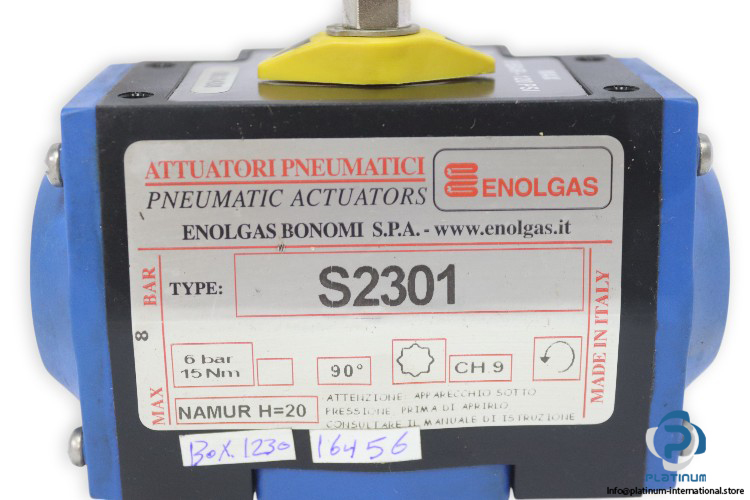 ATTUATORI PNEUMATICI
PNEUMATIC ACTUATORS
ENOLGAS
ENOLGAS BONOMI S.P.A. - www.enolgas.it
MAX 8 BAR
TYPE:
S2301
MADE IN ITALY
6 bar
15 Nm
90°
CH 9
NAMUR H=20
ATTENZIONE: APPARECCHIO SOTTO
PRESSIONE. PRIMA DI APRIRLO
CONSULTARE IL MANUALE DI ISTRUZIONE
BOX.1230
16456
PLATINUM
Info@platinum-international.store